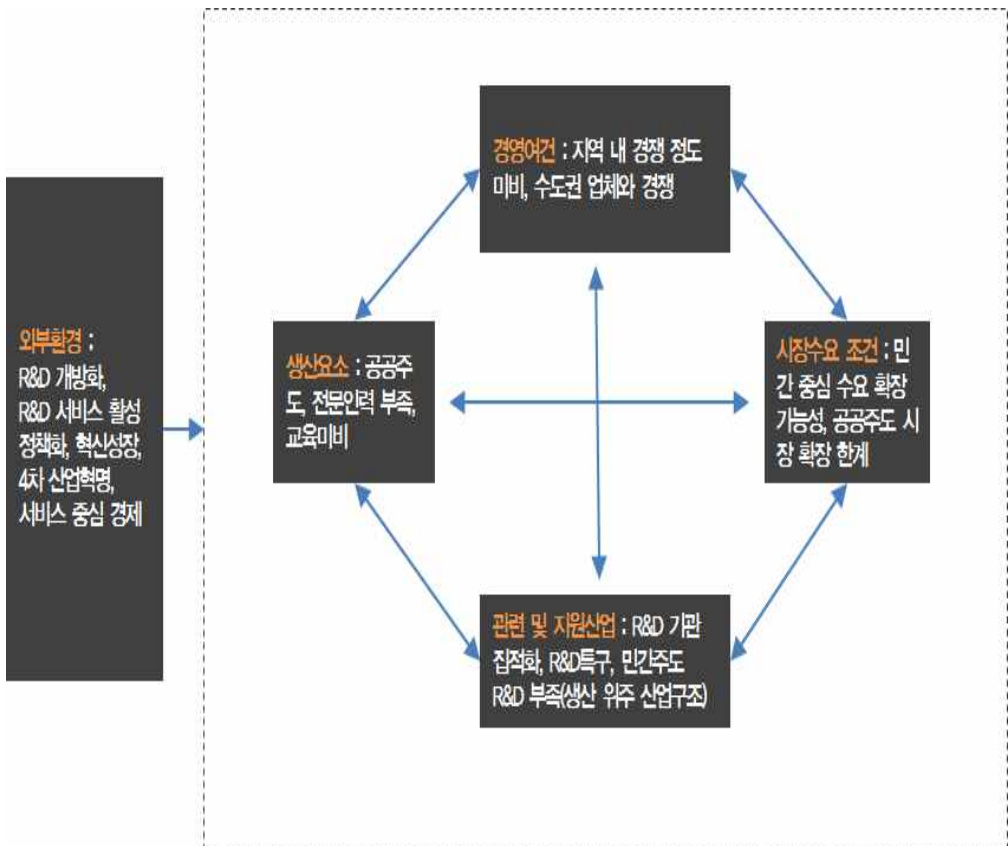 경영여건 : 지역 내 경쟁 정도
미비, 수도권 업체와 경쟁
외부환경 :
R&D 개방화,
R&D 서비스 활성
정책화, 혁신성장,
4차 산업혁명,
서비스 중심 경제
생산요소 : 공공주
도, 전문인력 부족,
교육미비
시장수요 조건 : 민
간 중심 수요 확장
가능성, 공공주도 시
장 확장 한계
관련 및 지원산업 : R&D 기관
집적화, R&D특구, 민간주도
R&D 부족(생산 위주 산업구조)